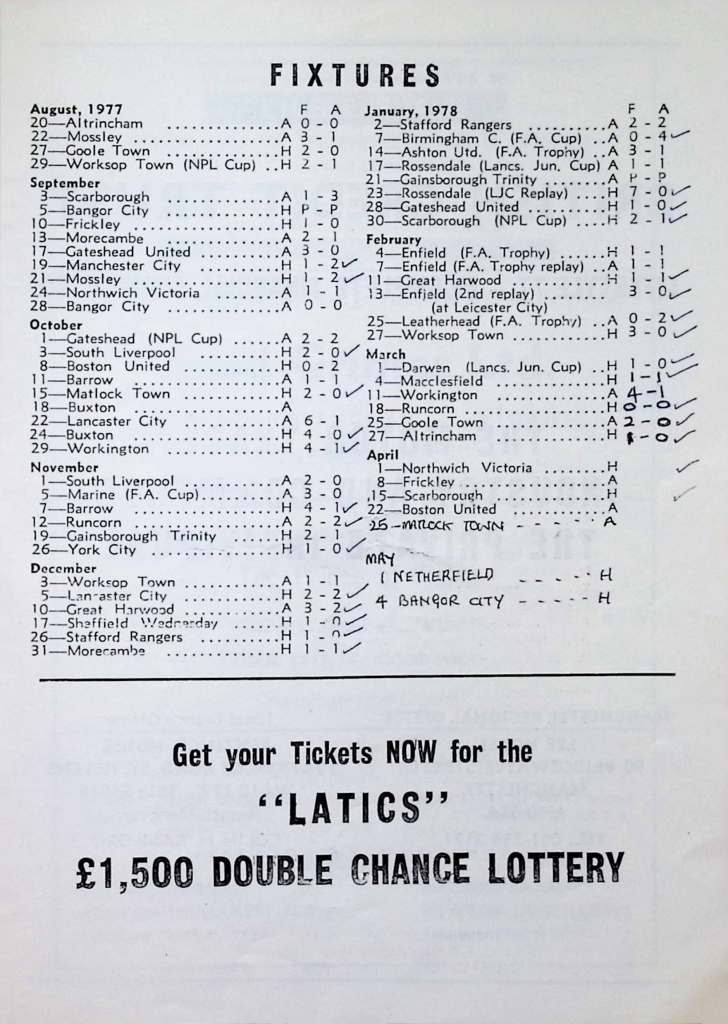 FIXTURES
August, 1977 F A
20—Altrincham ................A 0 - 0
22—Mossley ...................A 3 - 1
27—Goole Town ................H 2 - 0
29—Worksop Town (NPL Cup) ..H 2 - 1
September
3—Scarborough ................A 1 - 3
5—Bangor City ................H P - P
10—Frickley ..................H 1 - 0
13—Morecambe .................A 2 - 1
17—Gateshead United ..........A 3 - 0
19—Manchester City ...........H 1 - 2 ✓
21—Mossley ...................H 1 - 2 ✓
24—Northwich Victoria ........A 1 - 1
28—Bangor City ...............A 0 - 0
October
1—Gateshead (NPL Cup) ........A 2 - 2
3—South Liverpool ............H 2 - 0 ✓
8—Boston United ..............H 0 - 2
11—Barrow ....................A 1 - 1
15—Matlock Town ..............H 2 - 0 ✓
18—Buxton ....................A
22—Lancaster City ............A 6 - 1
24—Buxton ....................H 4 - 0 ✓
29—Workington ................H 4 - 1 ✓
November
1—South Liverpool ............A 2 - 0
5—Marine (F.A. Cup) ..........A 3 - 0
7—Barrow .....................H 4 - 1 ✓
12—Runcorn ...................A 2 - 2 ✓
19—Gainsborough Trinity ......H 2 - 1
26—York City .................H 1 - 0 ✓
December
3—Worksop Town ...............A 1 - 1
5—Lancaster City .............H 2 - 2 ✓
10—Great Harwood .............A 3 - 2 ✓
17—Sheffield Wednesday .......H 1 - 0 ✓
26—Stafford Rangers ..........H 1 - 0 ✓
31—Morecambe .................H 1 - 1 ✓
January, 1978 F A
2—Stafford Rangers ...........A 2 - 2
7—Birmingham C. (F.A. Cup) ..A 0 - 4 ✓
14—Ashton Utd. (F.A. Trophy) ..A 3 - 1
17—Rossendale (Lancs. Jun. Cup) A 1 - 1
21—Gainsborough Trinity ......A P - P
23—Rossendale (LJC Replay) ...H 7 - 0 ✓
28—Gateshead United ..........H 1 - 0 ✓
30—Scarborough (NPL Cup) .....H 2 - 1 ✓
February
4—Enfield (F.A. Trophy) ......H 1 - 1
7—Enfield (F.A. Trophy replay) .A 1 - 1
11—Great Harwood .............H 1 - 1 ✓
13—Enfield (2nd replay) ........ 3 - 0 ✓
(at Leicester City)
25—Leatherhead (F.A. Trophy) ..A 0 - 2 ✓
27—Worksop Town ..............H 3 - 0 ✓
March
1—Darwen (Lancs. Jun. Cup) ..H 1 - 0 ✓
4—Macclesfield ...............H 1 - 1 ✓
11—Workington ................A 4 - 1
18—Runcorn ...................H 0 - 0 ✓
25—Goole Town ................A 2 - 0 ✓
27—Altrincham ................H 1 - 0 ✓
April
1—Northwich Victoria .........H ✓
8—Frickley ...................A
15—Scarborough ...............H ✓
22—Boston United .............A
25—MATLOCK TOWN - - - - - A
MAY
1 NETHERFIELD - - - - H
4 BANGOR CITY - - - - H
Get your Tickets NOW for the
"LATICS"
£1,500 DOUBLE CHANCE LOTTERY